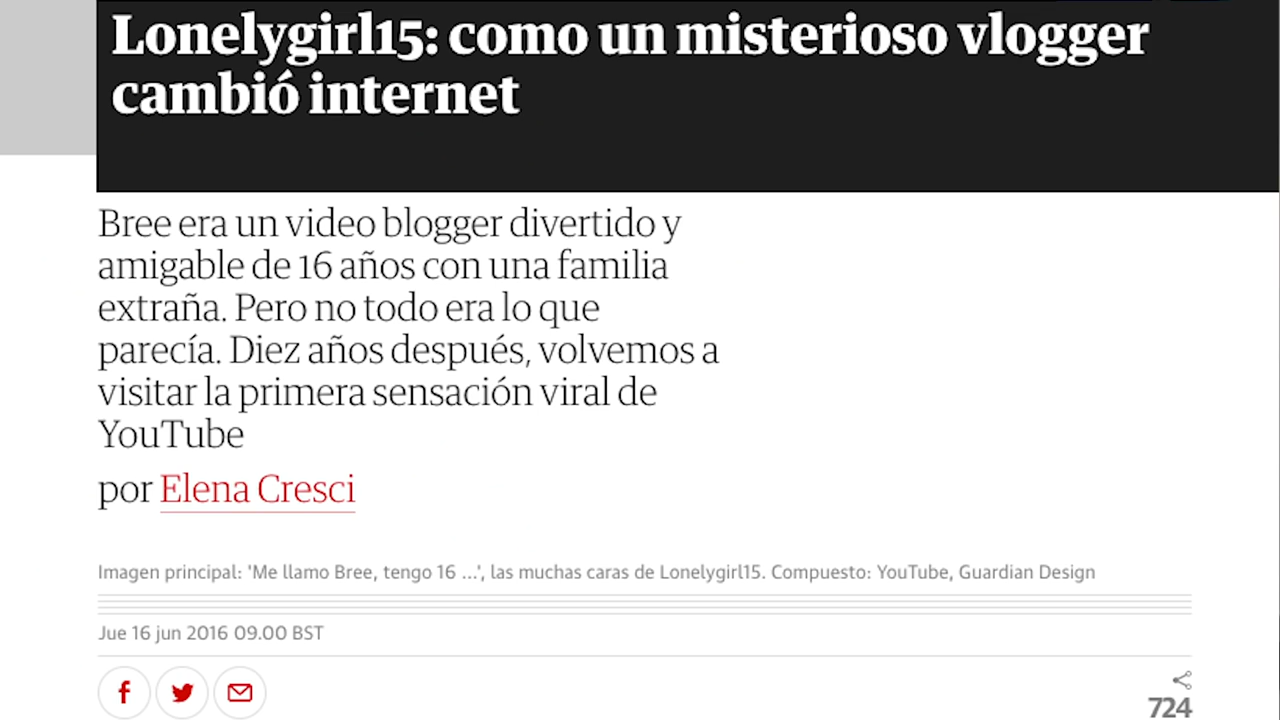 Lonelygirl15: como un misterioso vlogger
cambió internet
Bree era un video blogger divertido y
amigable de 16 años con una familia
extraña. Pero no todo era lo que
parecía. Diez años después, volvemos a
visitar la primera sensación viral de
YouTube
por Elena Cresci
Imagen principal: 'Me llamo Bree, tengo 16 ...', las muchas caras de Lonelygirl15. Compuesto: YouTube, Guardian Design
Jue 16 jun 2016 09.00 BST
724